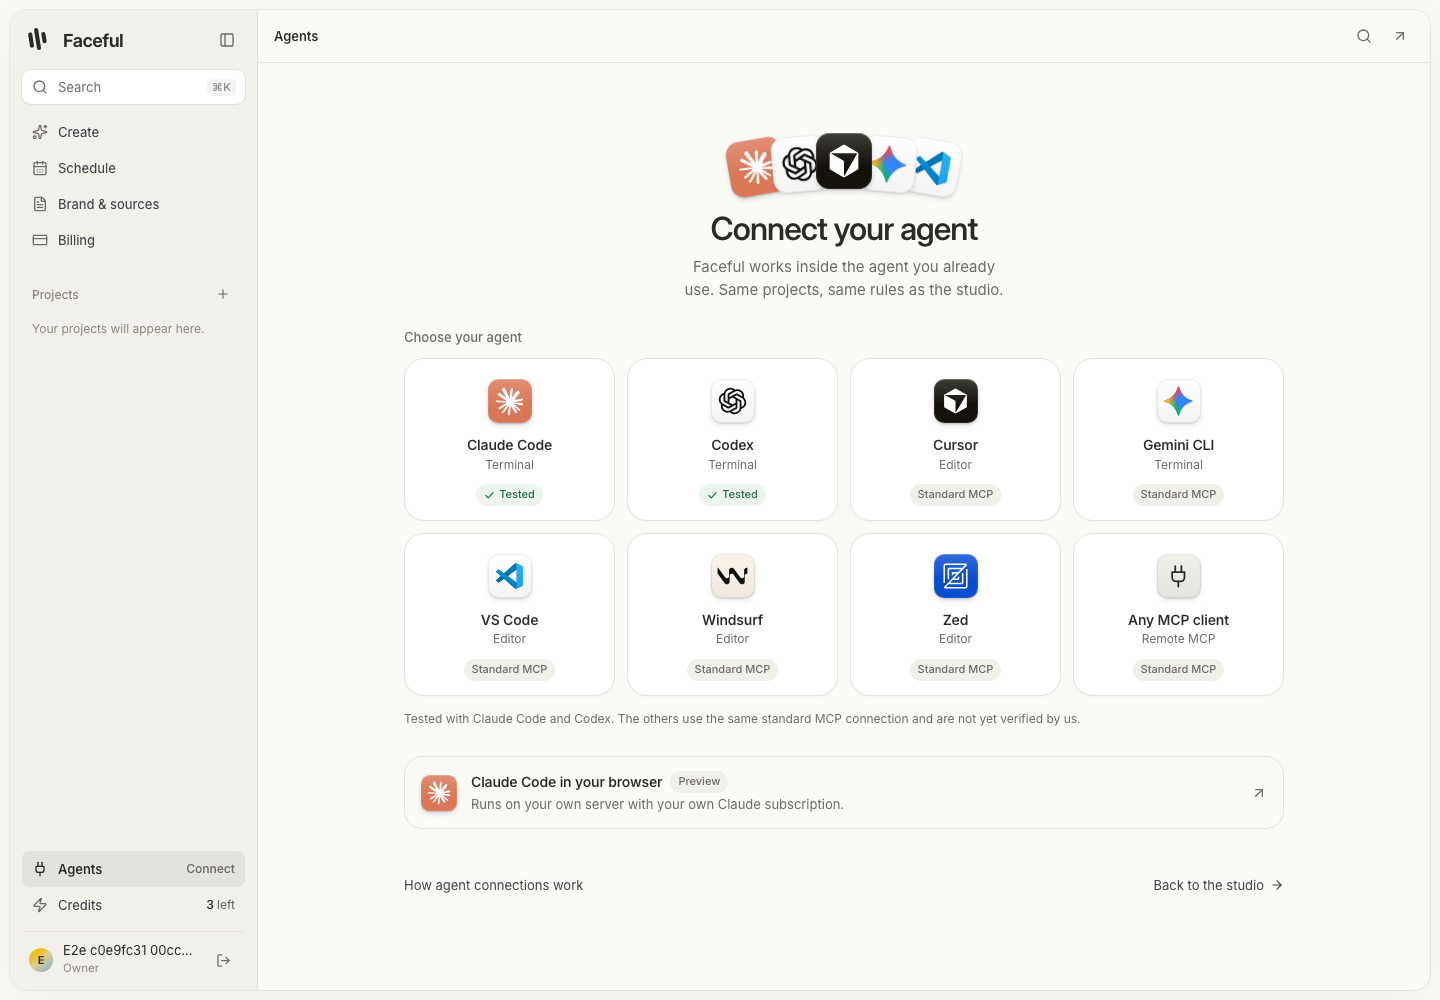 Faceful
Search ⌘K
Create
Schedule
Brand & sources
Billing
Projects
Your projects will appear here.
Agents Connect
Credits 3 left
E
E2e c0e9fc31 00cc...
Owner
Agents
Connect your agent
Faceful works inside the agent you already
use. Same projects, same rules as the studio.
Choose your agent
Claude Code
Terminal
Tested
Codex
Terminal
Tested
Cursor
Editor
Standard MCP
Gemini CLI
Terminal
Standard MCP
VS Code
Editor
Standard MCP
Windsurf
Editor
Standard MCP
Zed
Editor
Standard MCP
Any MCP client
Remote MCP
Standard MCP
Tested with Claude Code and Codex. The others use the same standard MCP connection and are not yet verified by us.
Claude Code in your browser Preview
Runs on your own server with your own Claude subscription.
How agent connections work
Back to the studio